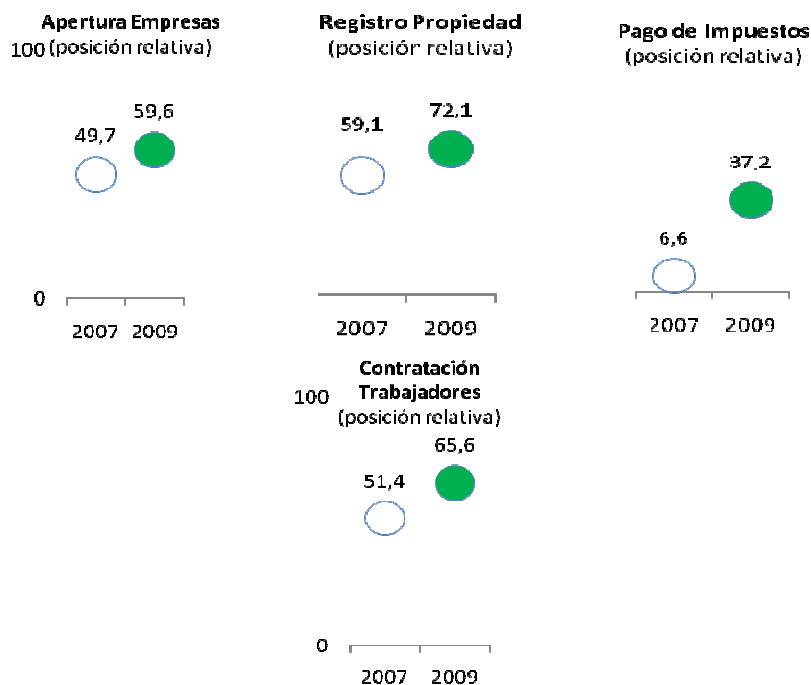 Apertura Empresas
100 (posición relativa)
59,6
49,7
0
2007 2009
Registro Propiedad
(posición relativa)
72,1
59,1
2007 2009
Pago de Impuestos
(posición relativa)
37,2
6,6
2007 2009
Contratación
100 Trabajadores
(posición relativa)
65,6
51,4
0
2007 2009